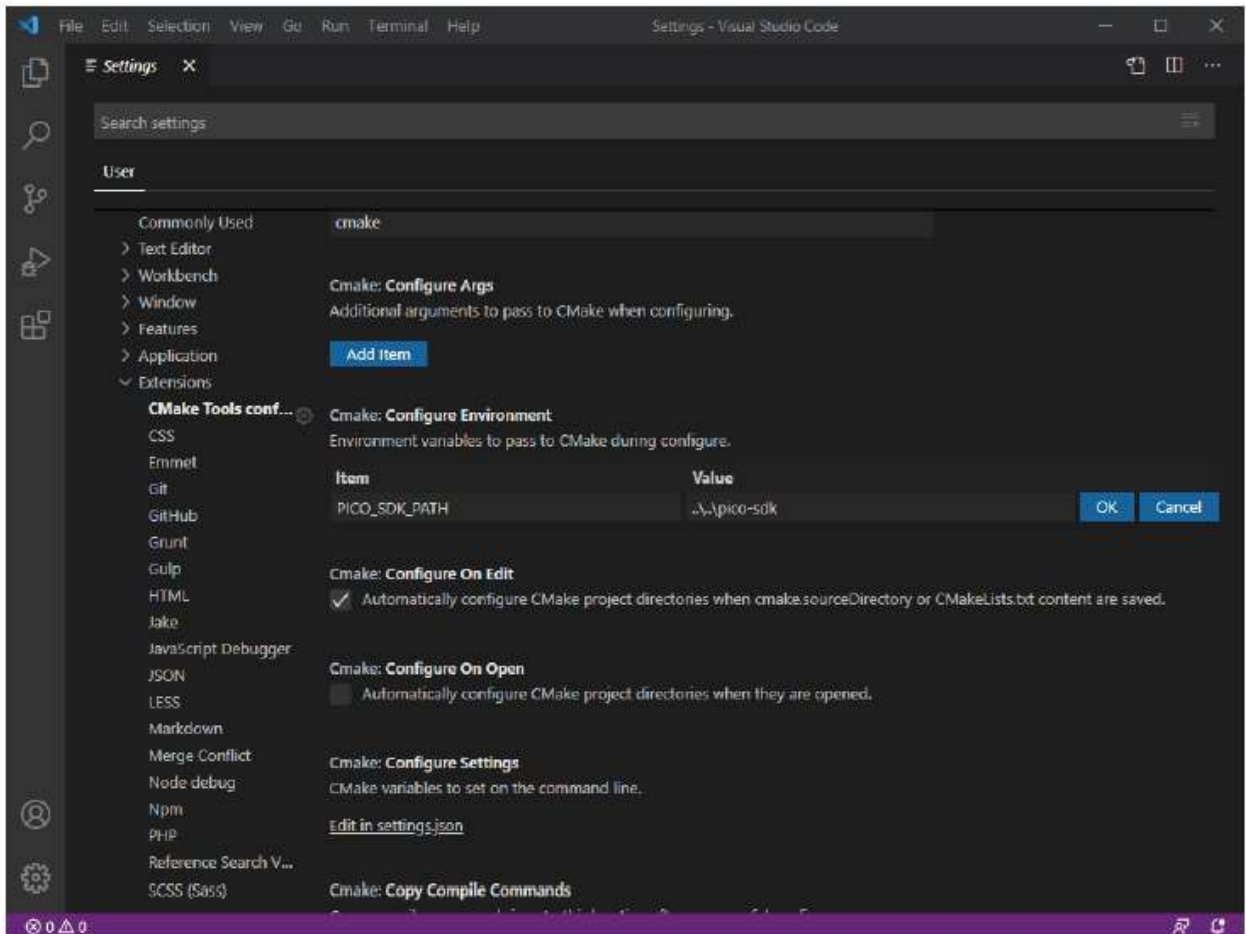 File Edit Selection View Go Run Terminal Help Settings - Visual Studio Code
Settings
Search settings
User
Commonly Used
Text Editor
Workbench
Window
Features
Application
Extensions
CMake Tools conf...
CSS
Emmet
Git
GitHub
Grunt
Gulp
HTML
Jake
JavaScript Debugger
JSON
LESS
Markdown
Merge Conflict
Node debug
Npm
PHP
Reference Search V...
SCSS (Sass)
cmake
Cmake: Configure Args
Additional arguments to pass to CMake when configuring.
Add Item
Cmake: Configure Environment
Environment variables to pass to CMake during configure.
Item Value
PICO_SDK_PATH ..\..\pico-sdk OK Cancel
Cmake: Configure On Edit
Automatically configure CMake project directories when cmake.sourceDirectory or CMakeLists.txt content are saved.
Cmake: Configure On Open
Automatically configure CMake project directories when they are opened.
Cmake: Configure Settings
CMake variables to set on the command line.
Edit in settings.json
Cmake: Copy Compile Commands
0 0